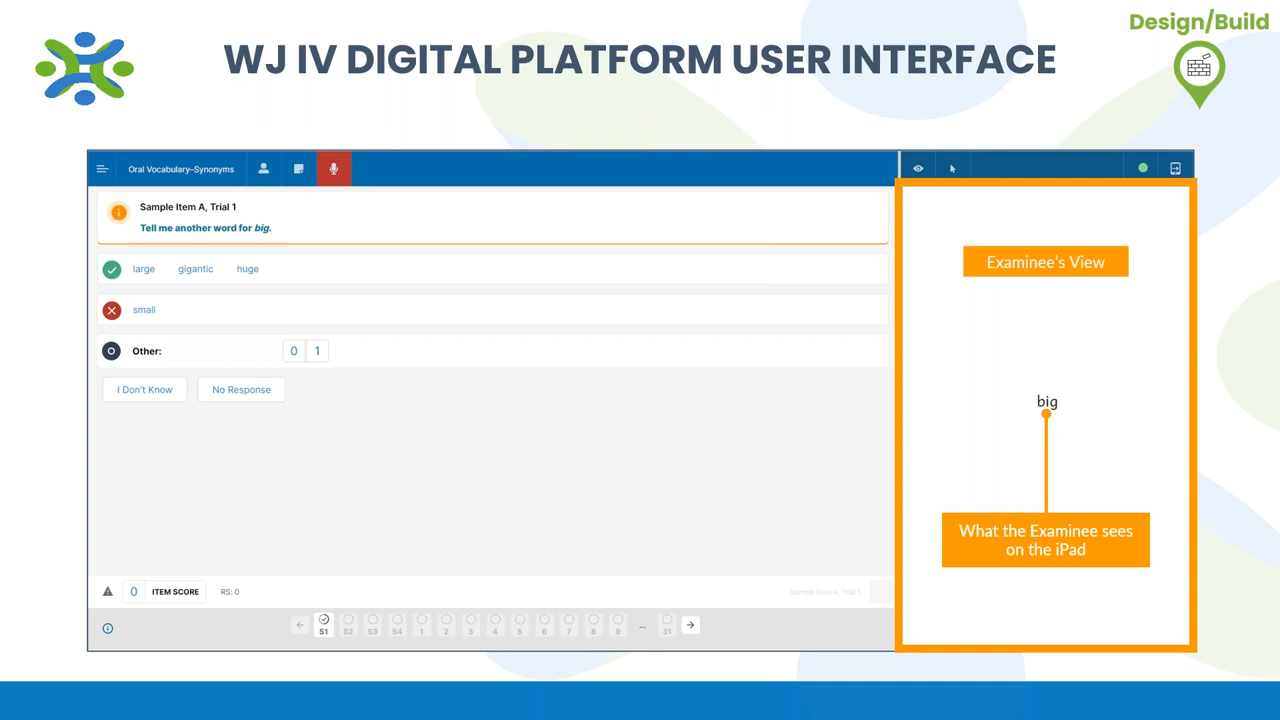 Design/Build
WJ IV DIGITAL PLATFORM USER INTERFACE
Oral Vocabulary–Synonyms
Sample Item A, Trial 1
Tell me another word for big.
large gigantic huge
small
Other: 0 1
I Don't Know No Response
Examinee's View
big
What the Examinee sees
on the iPad
0 ITEM SCORE RS: 0 Sample Item A, Trial 1
S1 S2 S3 S4 1 2 3 4 5 6 7 8 9 ... 31